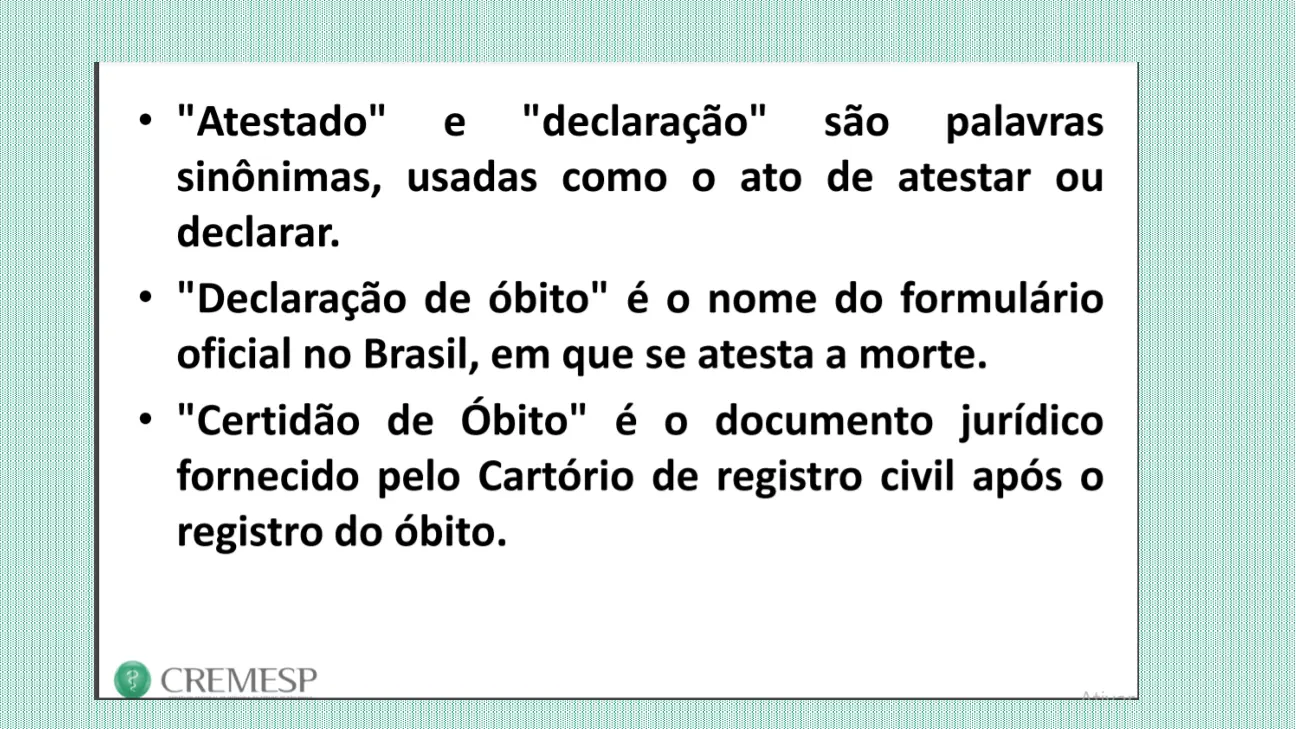 • "Atestado" e "declaração" são palavras
sinônimas, usadas como o ato de atestar ou
declarar.
• "Declaração de óbito" é o nome do formulário
oficial no Brasil, em que se atesta a morte.
• "Certidão de Óbito" é o documento jurídico
fornecido pelo Cartório de registro civil após o
registro do óbito.
CREMESP